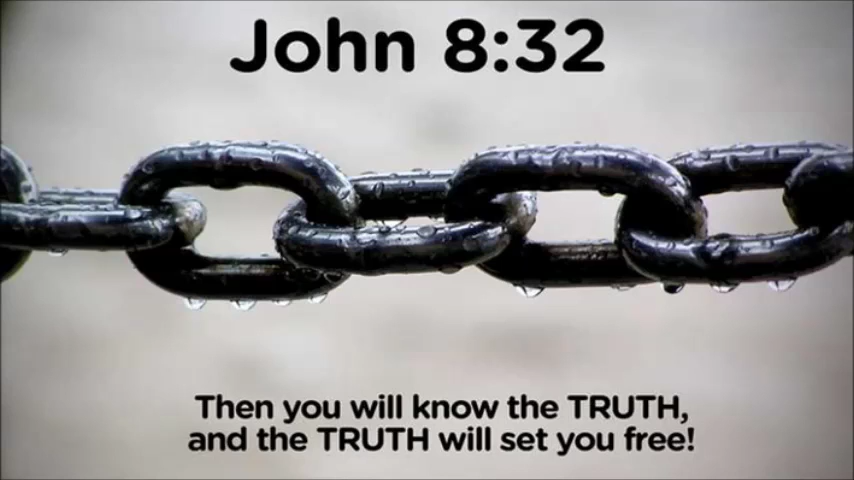 John 8:32
Then you will know the TRUTH,
and the TRUTH will set you free!